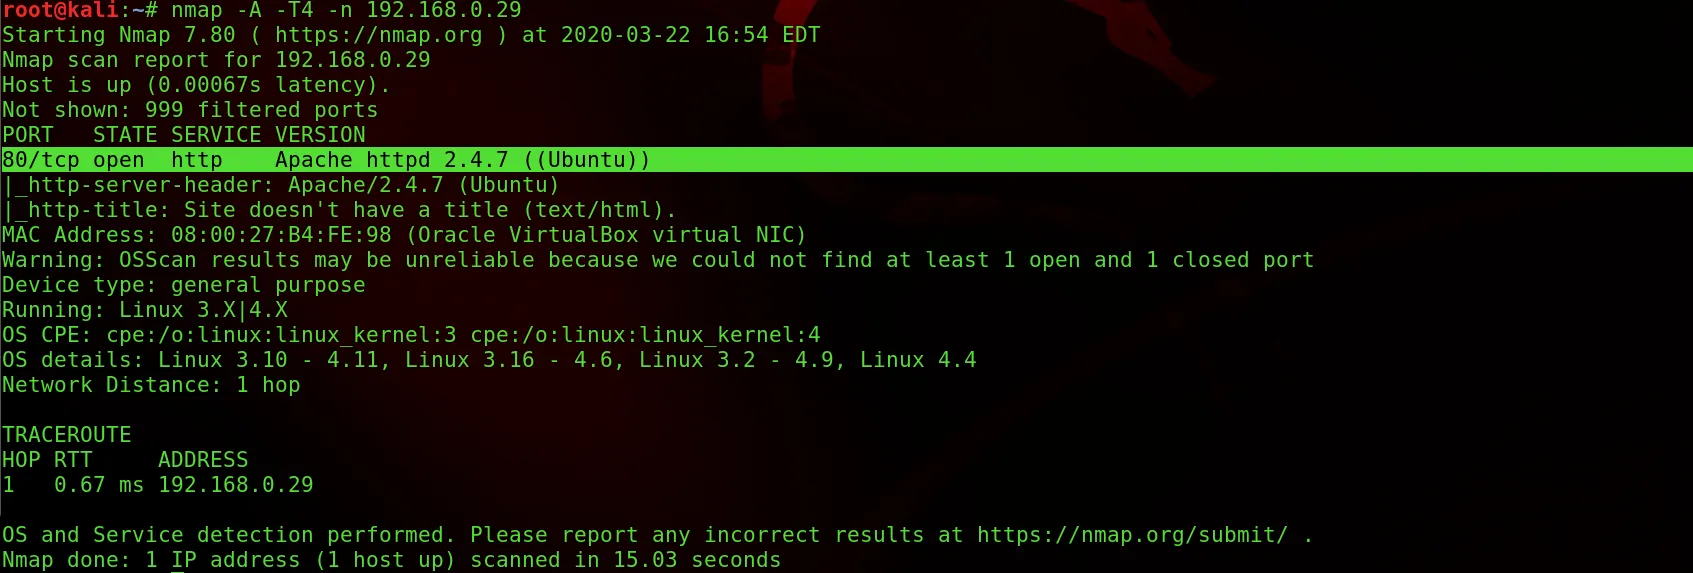 root@kali:~# nmap -A -T4 -n 192.168.0.29
Starting Nmap 7.80 ( https://nmap.org ) at 2020-03-22 16:54 EDT
Nmap scan report for 192.168.0.29
Host is up (0.00067s latency).
Not shown: 999 filtered ports
PORT   STATE SERVICE VERSION
80/tcp open  http    Apache httpd 2.4.7 ((Ubuntu))
|_http-server-header: Apache/2.4.7 (Ubuntu)
|_http-title: Site doesn't have a title (text/html).
MAC Address: 08:00:27:B4:FE:98 (Oracle VirtualBox virtual NIC)
Warning: OSScan results may be unreliable because we could not find at least 1 open and 1 closed port
Device type: general purpose
Running: Linux 3.X|4.X
OS CPE: cpe:/o:linux:linux_kernel:3 cpe:/o:linux:linux_kernel:4
OS details: Linux 3.10 - 4.11, Linux 3.16 - 4.6, Linux 3.2 - 4.9, Linux 4.4
Network Distance: 1 hop
TRACEROUTE
HOP RTT     ADDRESS
1   0.67 ms 192.168.0.29
OS and Service detection performed. Please report any incorrect results at https://nmap.org/submit/ .
Nmap done: 1 IP address (1 host up) scanned in 15.03 seconds